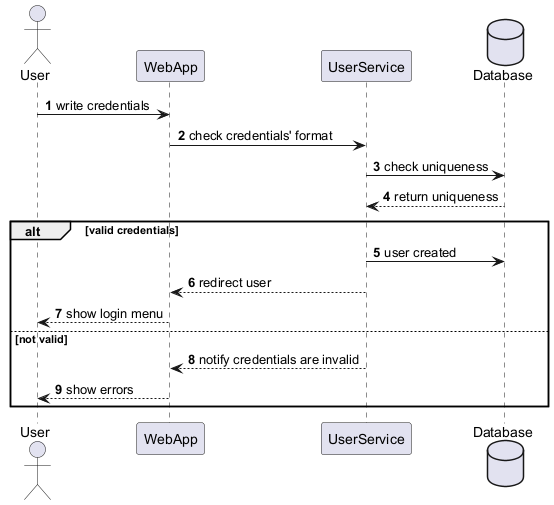 User
WebApp
UserService
Database
1 write credentials
2 check credentials' format
3 check uniqueness
4 return uniqueness
alt
[valid credentials]
5 user created
6 redirect user
7 show login menu
[not valid]
8 notify credentials are invalid
9 show errors
User
WebApp
UserService
Database